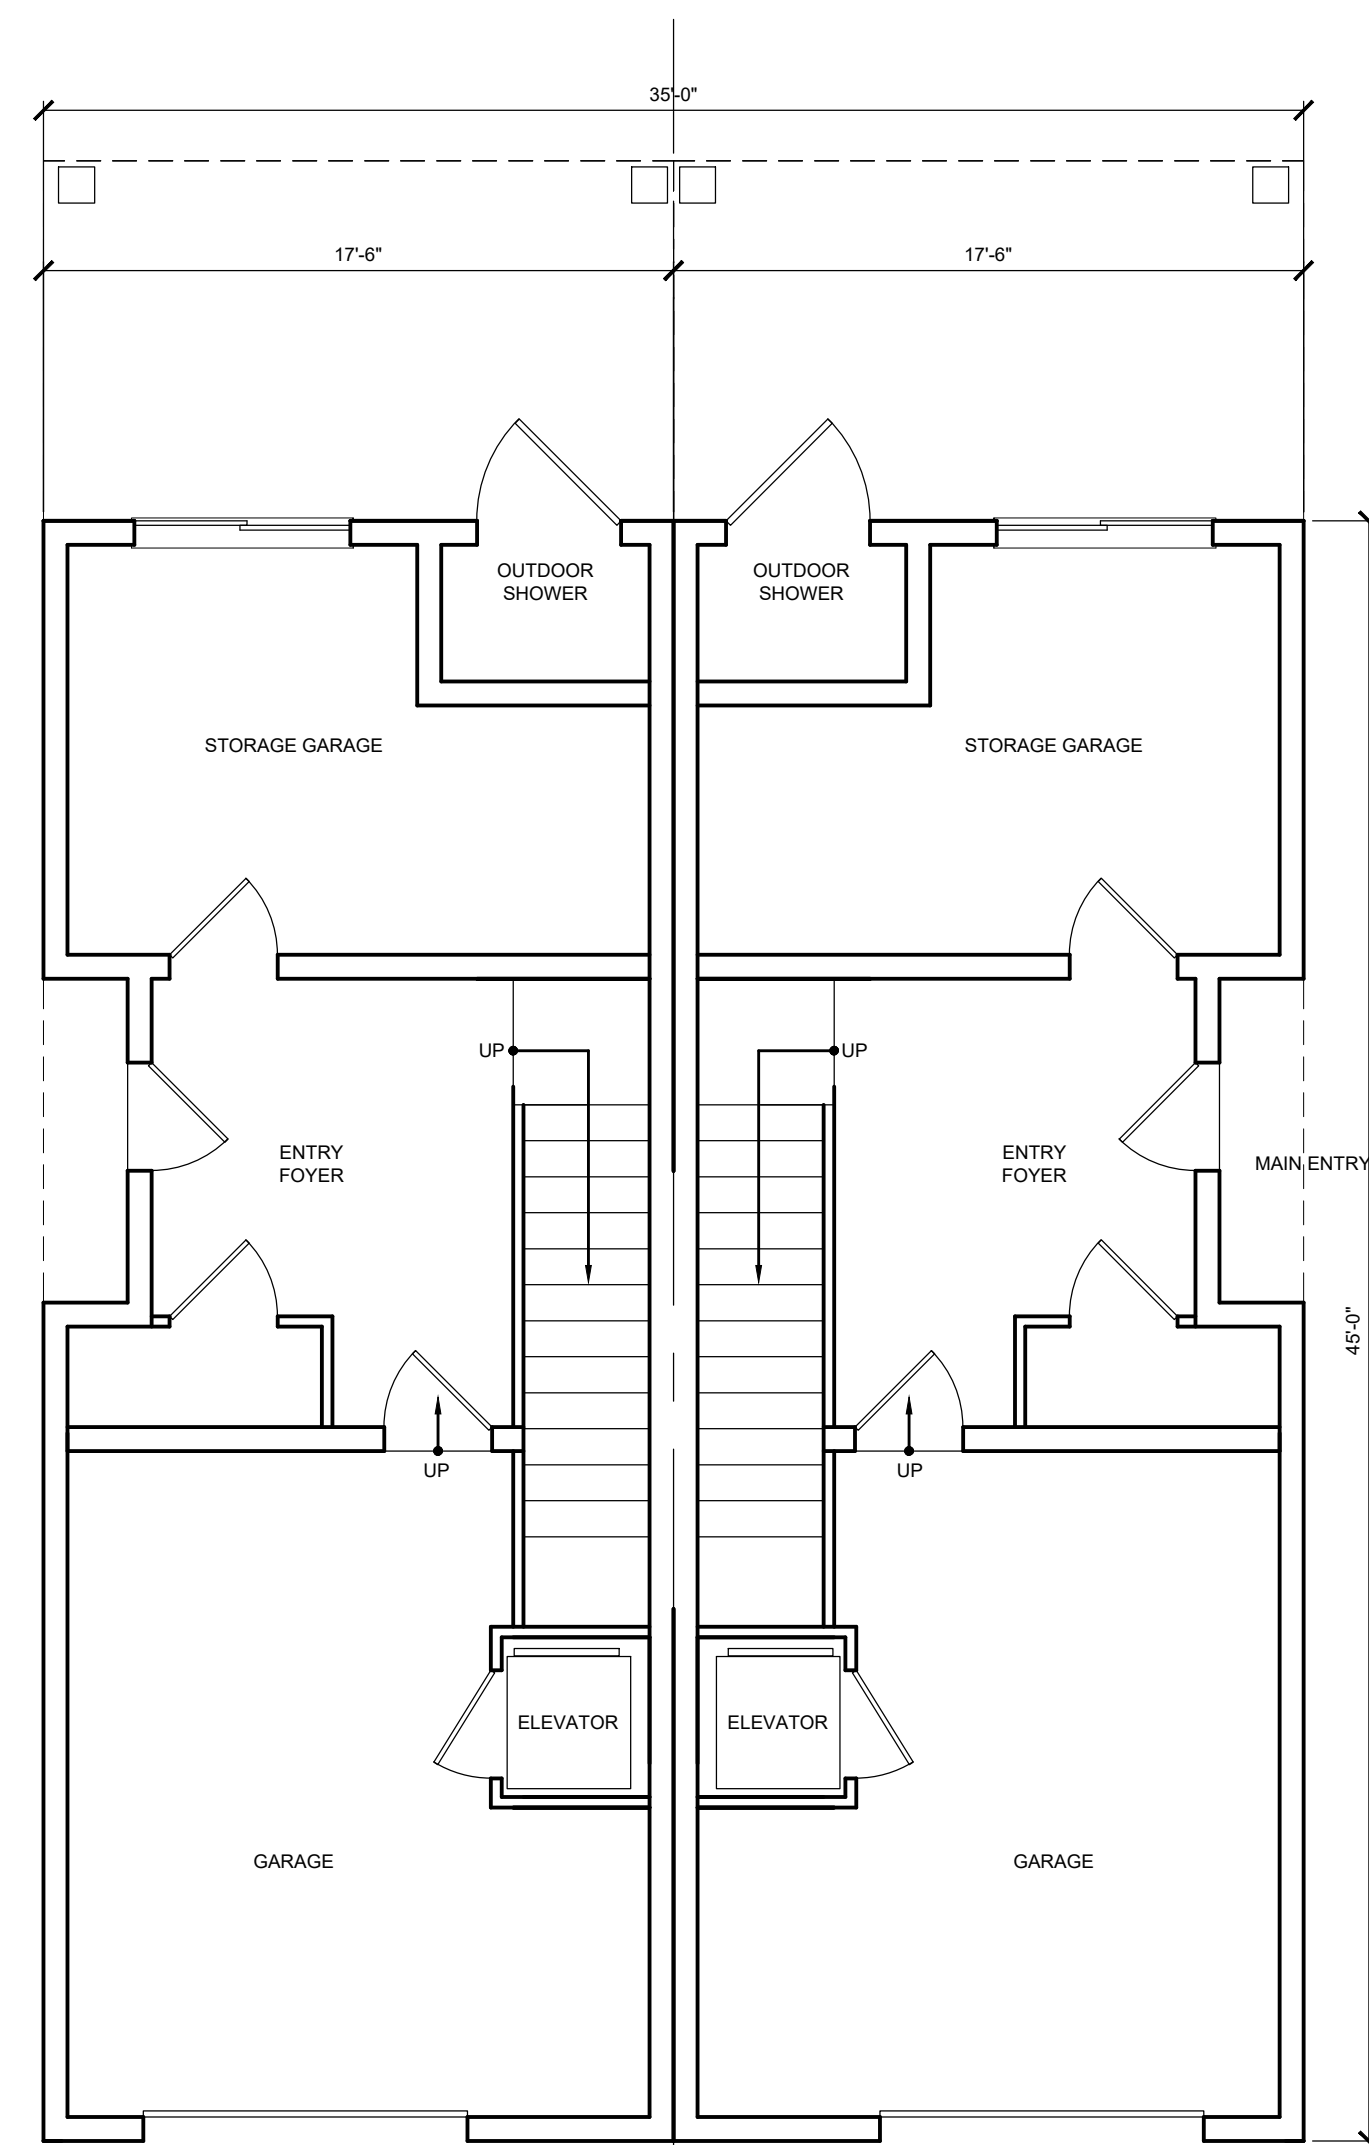 35'-0"
17'-6"
17'-6"
OUTDOOR
SHOWER
OUTDOOR
SHOWER
STORAGE GARAGE
STORAGE GARAGE
UP
UP
ENTRY
FOYER
ENTRY
FOYER
MAIN ENTRY
45'-0"
UP
UP
ELEVATOR
ELEVATOR
GARAGE
GARAGE